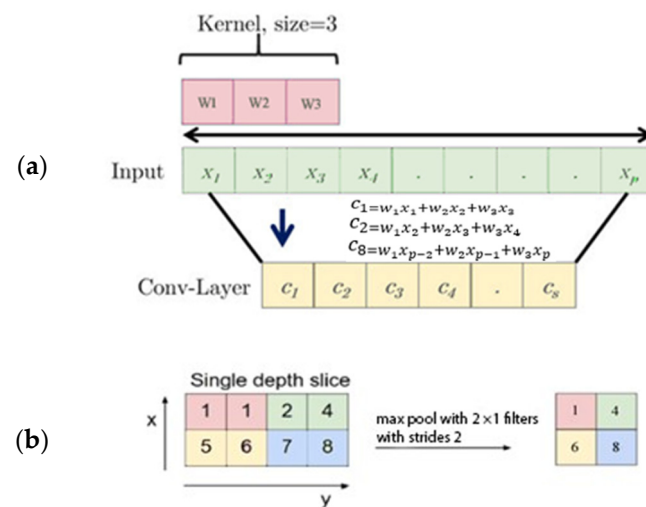 Kernel, size=3
W1 W2 W3
(a)
Input x1 x2 x3 x4 . . . . xp
c1=w1x1+w2x2+w3x3
c2=w1x2+w2x3+w3x4
c8=w1xp−2+w2xp−1+w3xp
Conv-Layer c1 c2 c3 c4 . cs
(b)
Single depth slice
x
1 1 2 4
5 6 7 8
y
max pool with 2×1 filters
with strides 2
1 4
6 8